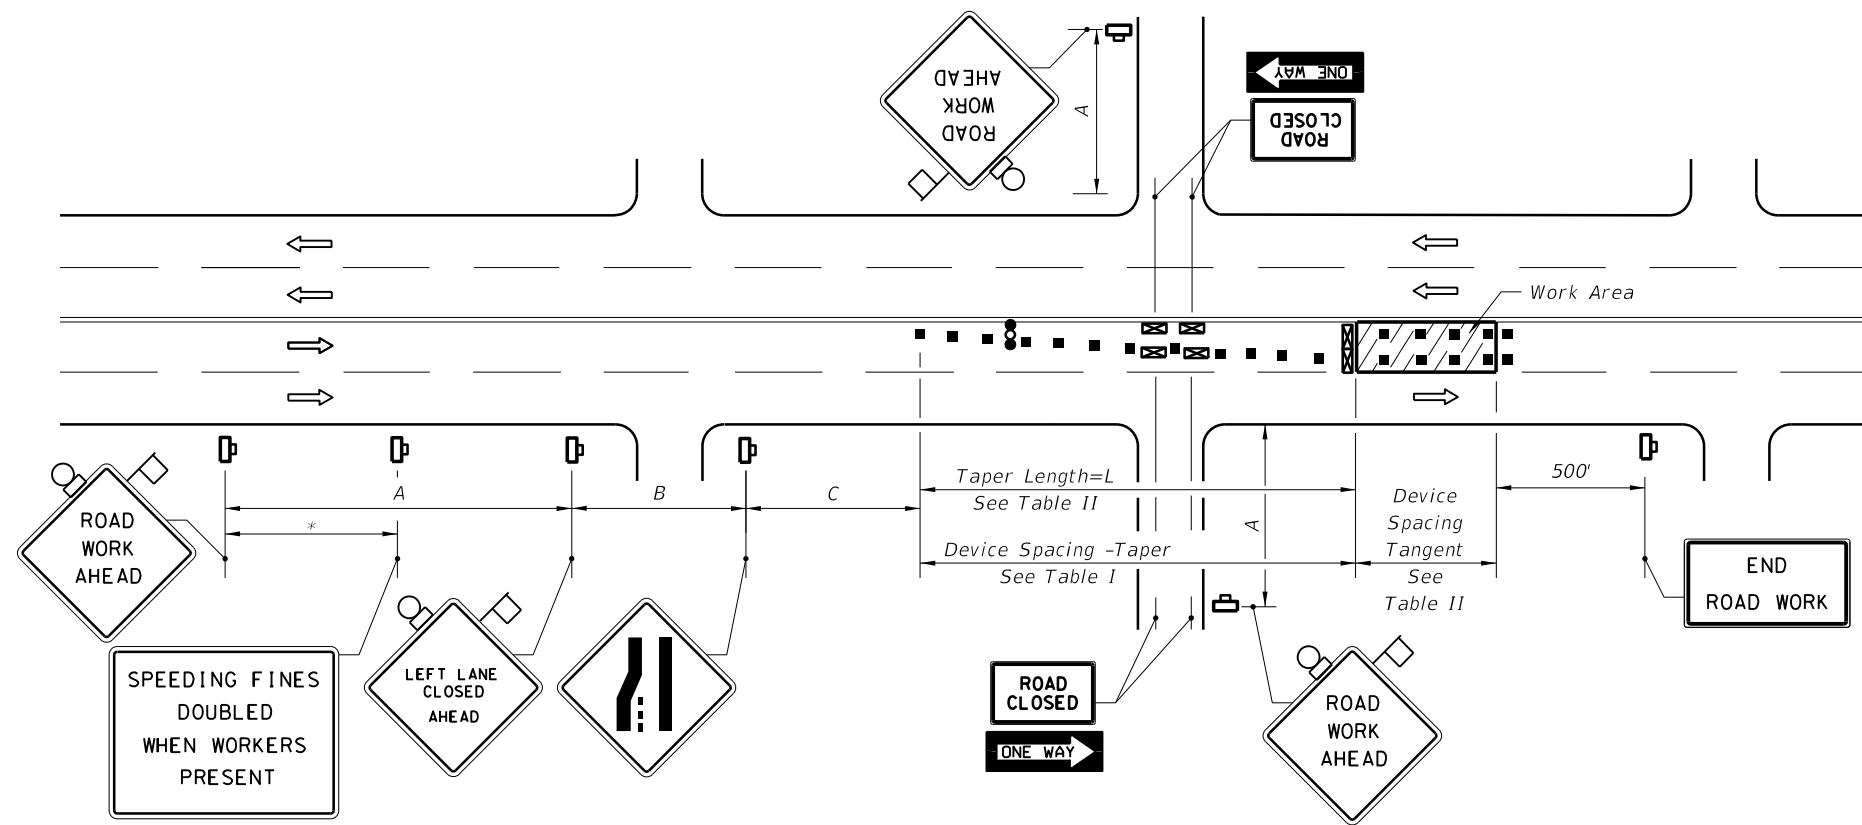 ROAD
WORK
AHEAD
A
ONE WAY
ROAD
CLOSED
Work Area
A
B
C
*
Taper Length=L
See Table II
Device Spacing -Taper
See Table I
Device
Spacing
Tangent
See
Table II
A
500'
ROAD
WORK
AHEAD
SPEEDING FINES
DOUBLED
WHEN WORKERS
PRESENT
LEFT LANE
CLOSED
AHEAD
ROAD
CLOSED
ONE WAY
ROAD
WORK
AHEAD
END
ROAD WORK